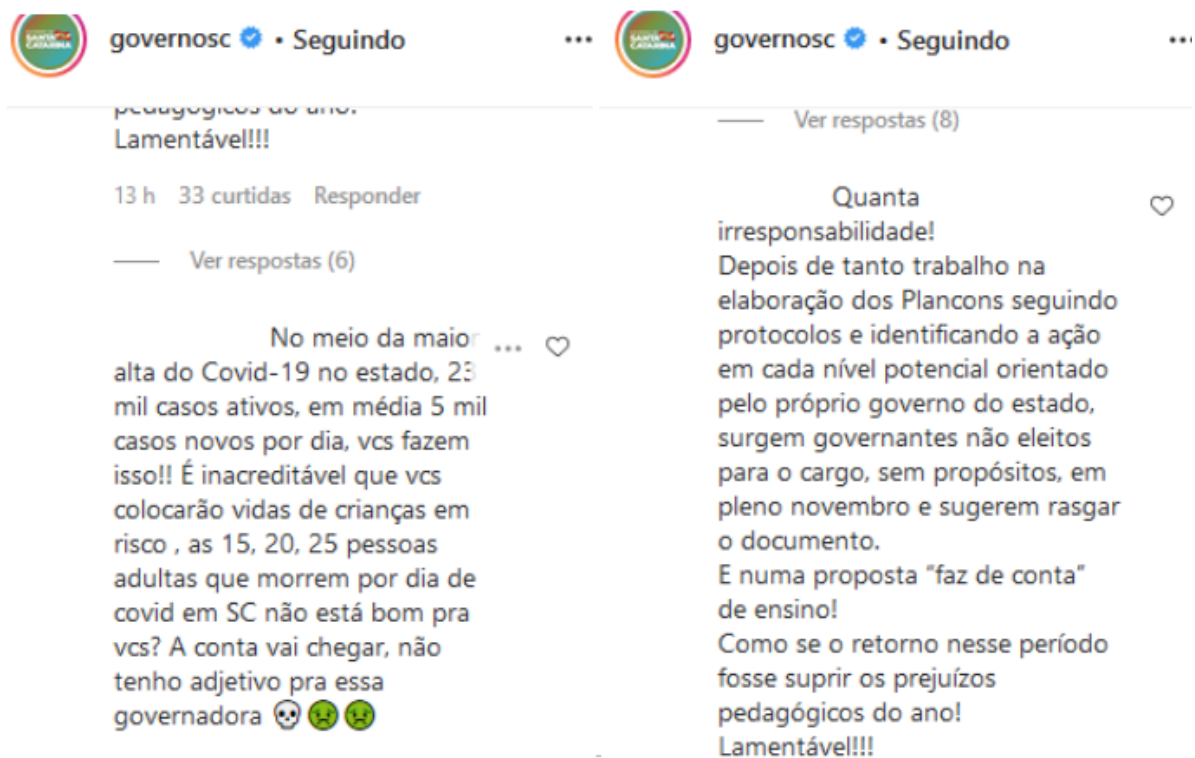 SANTA CATARINA
governosc • Seguindo
pedagógicos do ano!
Lamentável!!!
13 h 33 curtidas Responder
Ver respostas (6)
No meio da maior
alta do Covid-19 no estado, 23
mil casos ativos, em média 5 mil
casos novos por dia, vcs fazem
isso!! É inacreditável que vcs
colocarão vidas de crianças em
risco , as 15, 20, 25 pessoas
adultas que morrem por dia de
covid em SC não está bom pra
vcs? A conta vai chegar, não
tenho adjetivo pra essa
governadora 💀🤢🤢
SANTA CATARINA
governosc • Seguindo
Ver respostas (8)
Quanta
irresponsabilidade!
Depois de tanto trabalho na
elaboração dos Plancons seguindo
protocolos e identificando a ação
em cada nível potencial orientado
pelo próprio governo do estado,
surgem governantes não eleitos
para o cargo, sem propósitos, em
pleno novembro e sugerem rasgar
o documento.
E numa proposta “faz de conta”
de ensino!
Como se o retorno nesse período
fosse suprir os prejuízos
pedagógicos do ano!
Lamentável!!!